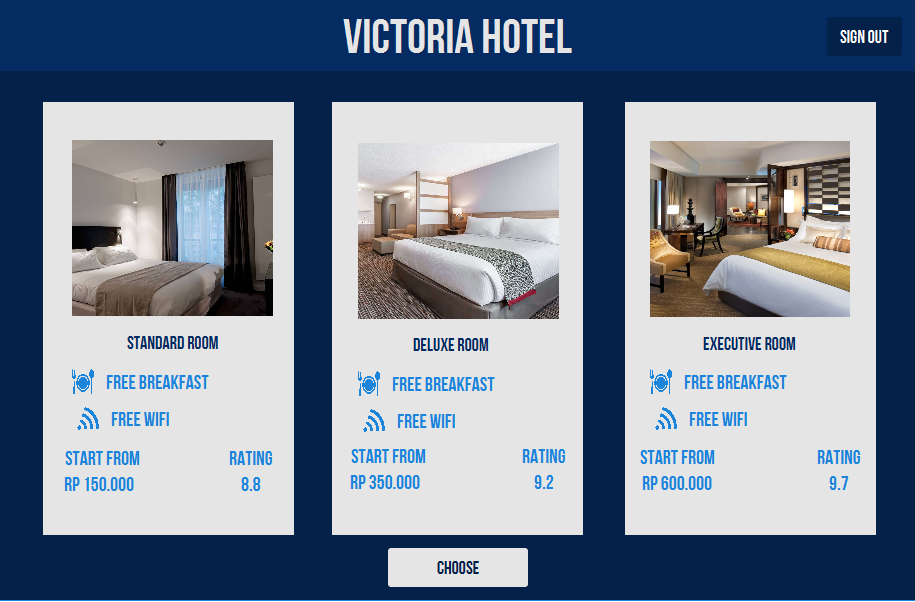 VICTORIA HOTEL
SIGN OUT
STANDARD ROOM
FREE BREAKFAST
FREE WIFI
START FROM
RATING
RP 150.000
8.8
DELUXE ROOM
FREE BREAKFAST
FREE WIFI
START FROM
RATING
RP 350.000
9.2
EXECUTIVE ROOM
FREE BREAKFAST
FREE WIFI
START FROM
RATING
RP 600.000
9.7
CHOOSE